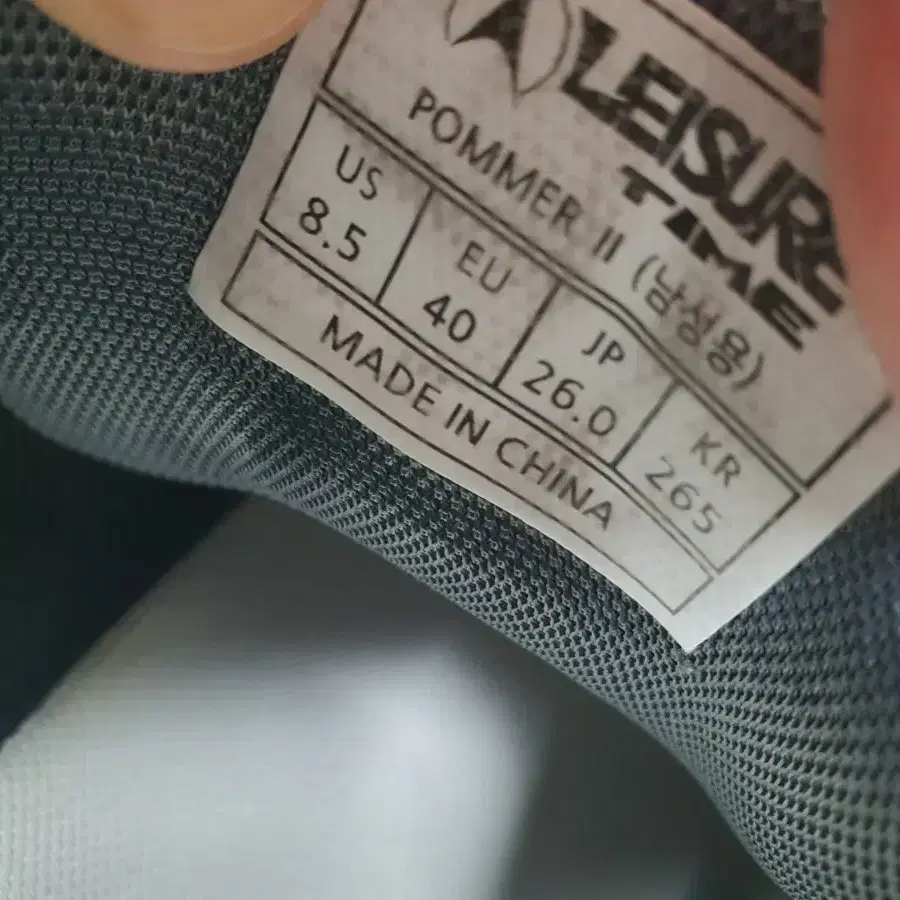 LEISURE
TIME
POMMER II (남성용)
US EU JP KR
8.5 40 26.0 265
MADE IN CHINA